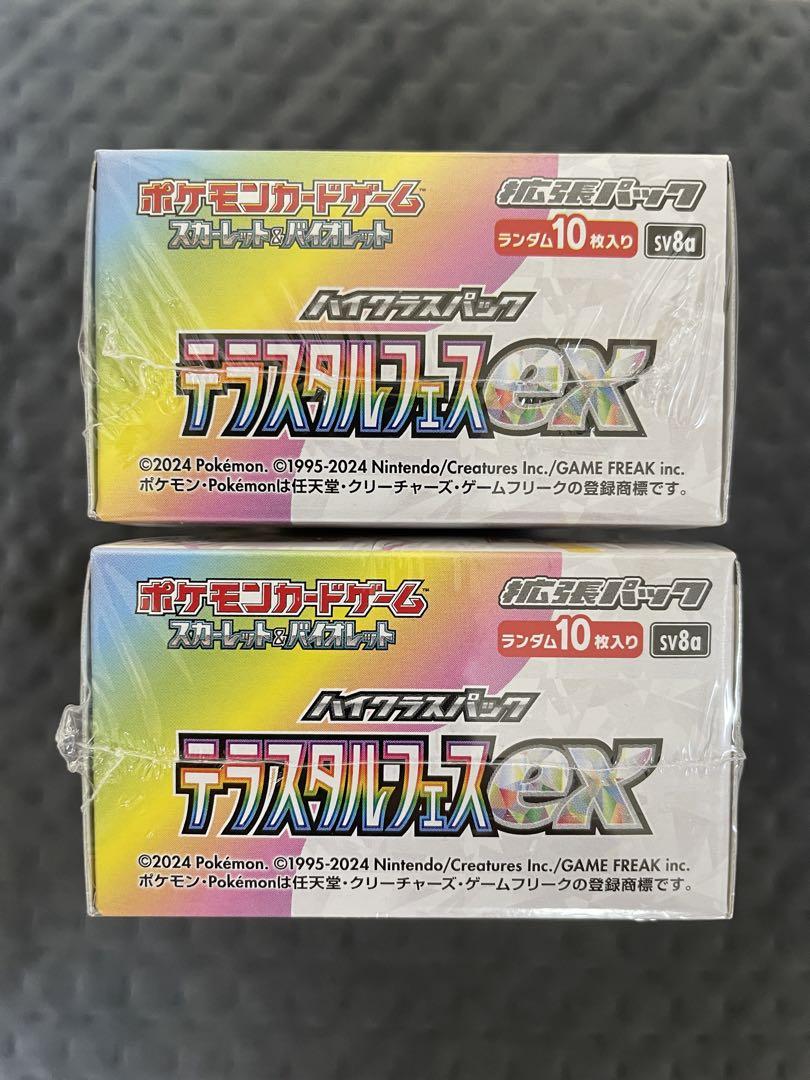 ポケモンカードゲーム™
拡張パック
スカーレット&バイオレット
ランダム10枚入り
SV8a
ハイクラスパック
テラスタルフェスex
©2024 Pokémon. ©1995-2024 Nintendo/Creatures Inc./GAME FREAK inc.
ポケモン・Pokémonは任天堂・クリーチャーズ・ゲームフリークの登録商標です。
ポケモンカードゲーム™
拡張パック
スカーレット&バイオレット
ランダム10枚入り
SV8a
ハイクラスパック
テラスタルフェスex
©2024 Pokémon. ©1995-2024 Nintendo/Creatures Inc./GAME FREAK inc.
ポケモン・Pokémonは任天堂・クリーチャーズ・ゲームフリークの登録商標です。